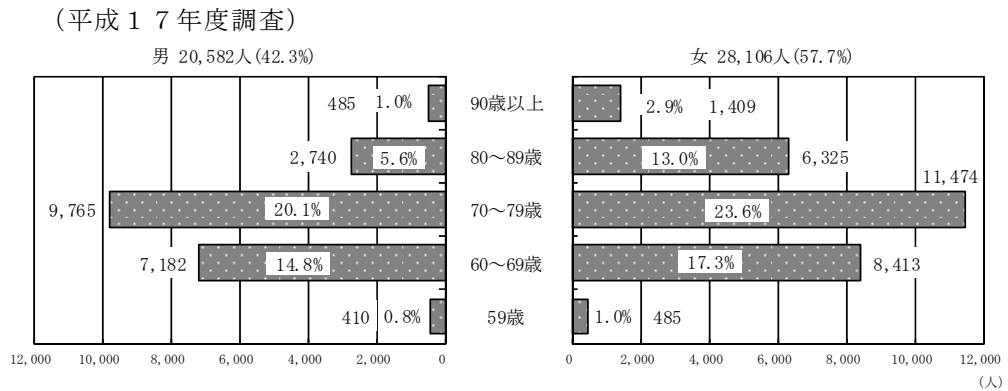 （平成１７年度調査）
男 20,582人(42.3%)
女 28,106人(57.7%)
485 1.0% 90歳以上 2.9% 1,409
2,740 5.6% 80～89歳 13.0% 6,325
9,765 20.1% 70～79歳 23.6% 11,474
7,182 14.8% 60～69歳 17.3% 8,413
410 0.8% 59歳 1.0% 485
12,000 10,000 8,000 6,000 4,000 2,000 0
0 2,000 4,000 6,000 8,000 10,000 12,000
（人）